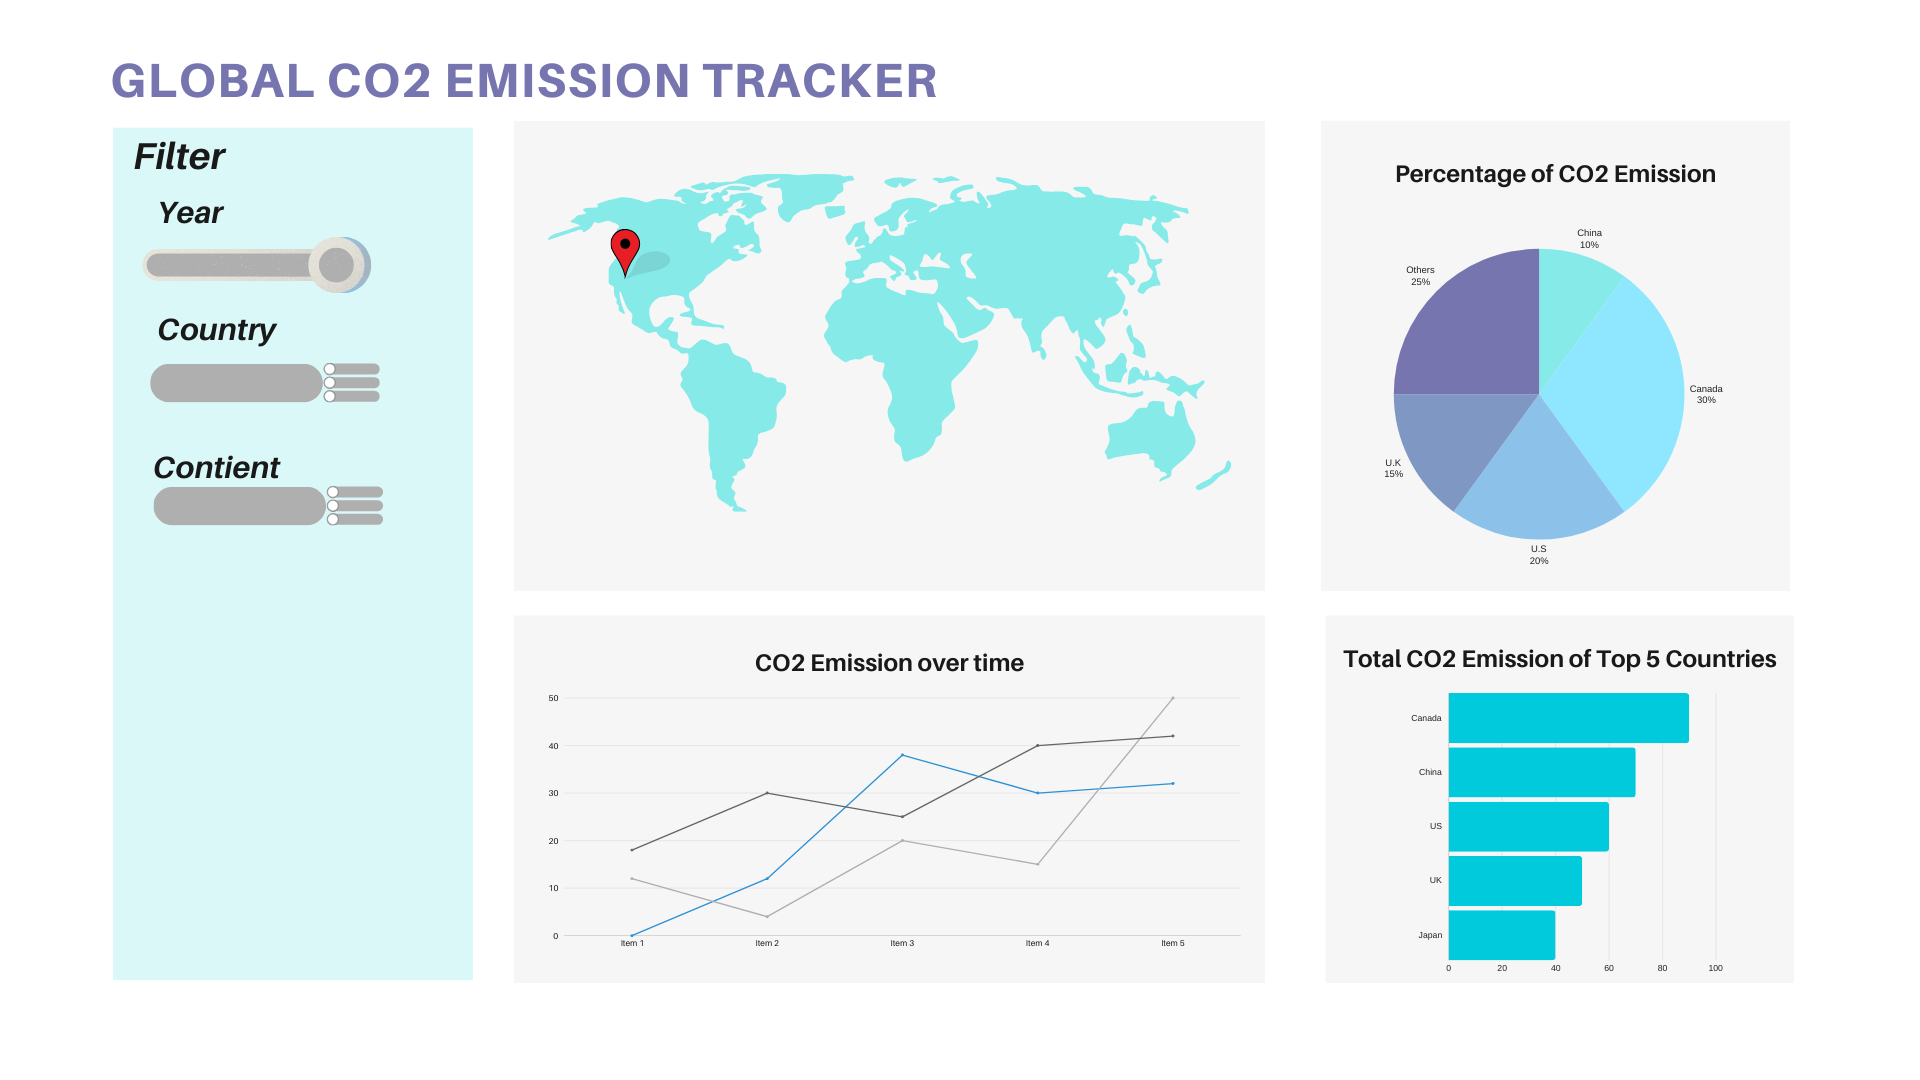 GLOBAL CO2 EMISSION TRACKER
Filter
Year
Country
Contient
Percentage of CO2 Emission
China
10%
Others
25%
Canada
30%
U.K
15%
U.S
20%
CO2 Emission over time
50
40
30
20
10
0
Item 1
Item 2
Item 3
Item 4
Item 5
Total CO2 Emission of Top 5 Countries
Canada
China
US
UK
Japan
0
20
40
60
80
100